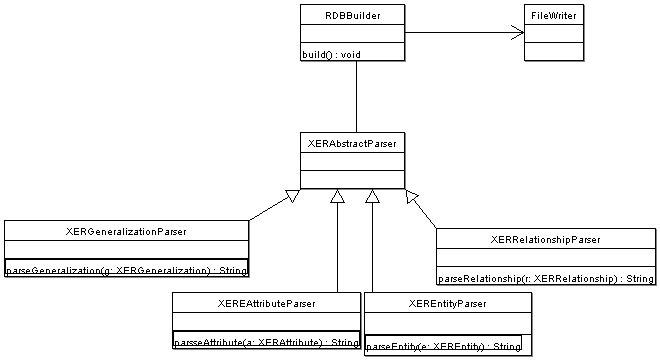 RDBBuilder
FileWriter
build() : void
XERAbstractParser
XERGeneralizationParser
parseGeneralization(g: XERGeneralization) : String
XERRelationshipParser
parseRelationship(r: XERRelationship) : String
XEREAttributeParser
parsseAttribute(a: XERAttribute) : String
XEREntityParser
parseEntity(e: XEREntity) : String